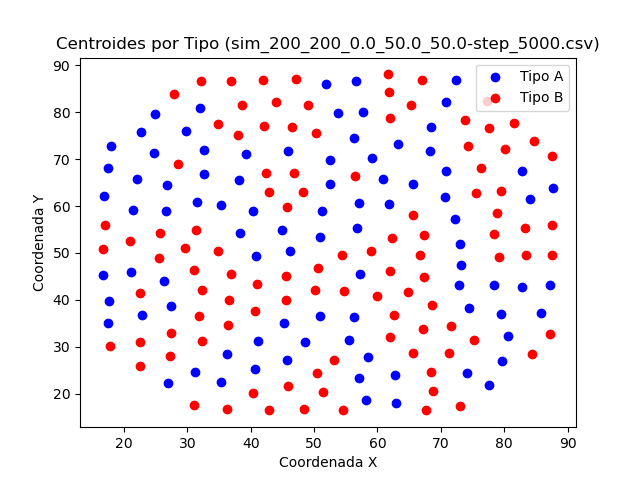 Centroides por Tipo (sim_200_200_0.0_50.0_50.0-step_5000.csv)
Tipo A
Tipo B
90
80
70
60
50
40
30
20
Coordenada Y
20 30 40 50 60 70 80 90
Coordenada X